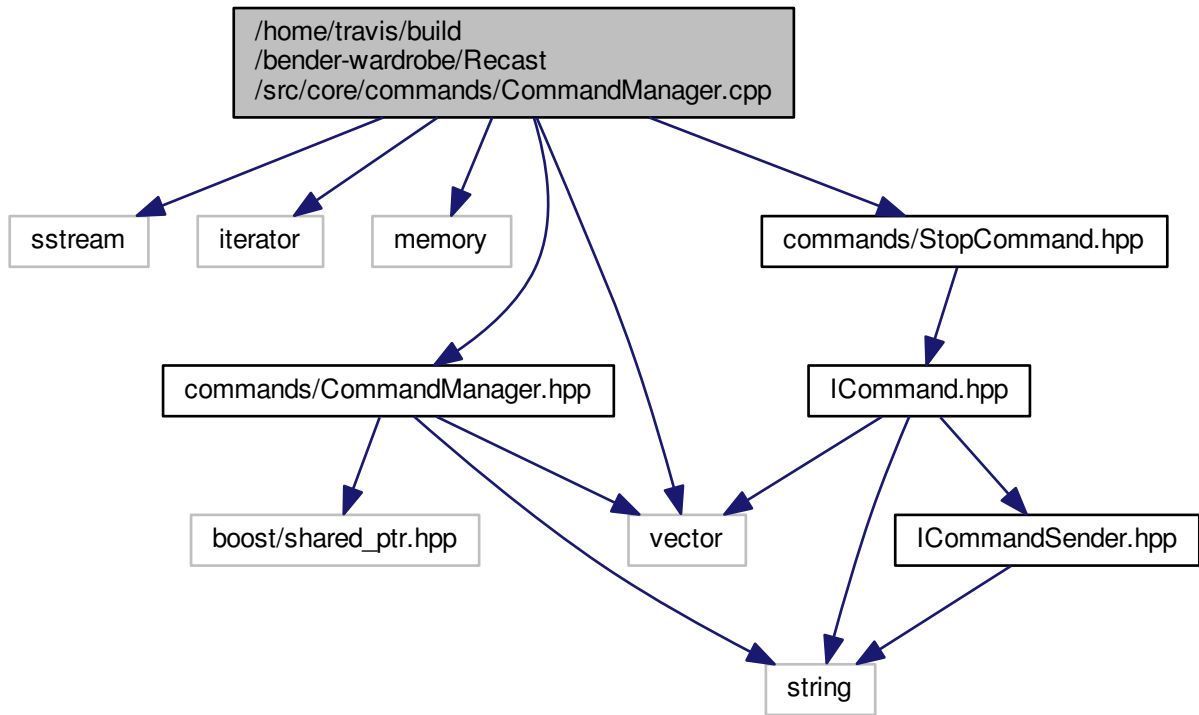 /home/travis/build
/bender-wardrobe/Recast
/src/core/commands/CommandManager.cpp
sstream
iterator
memory
commands/StopCommand.hpp
commands/CommandManager.hpp
ICommand.hpp
boost/shared_ptr.hpp
vector
ICommandSender.hpp
string